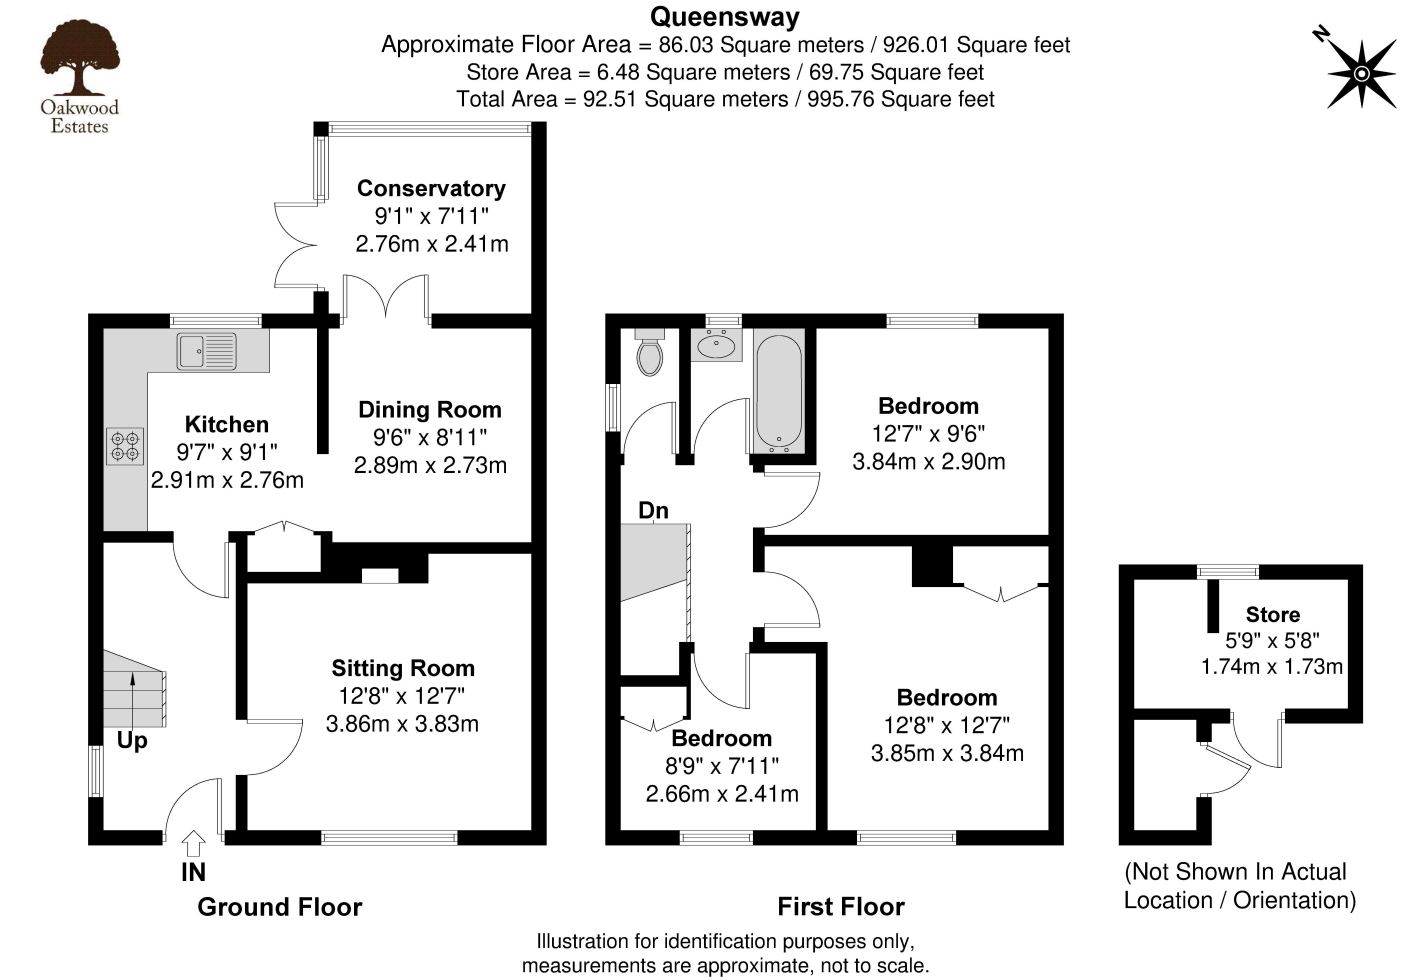 Queensway
Approximate Floor Area = 86.03 Square meters / 926.01 Square feet
Store Area = 6.48 Square meters / 69.75 Square feet
Total Area = 92.51 Square meters / 995.76 Square feet
Oakwood
Estates
N
Conservatory
9'1" x 7'11"
2.76m x 2.41m
Kitchen
9'7" x 9'1"
2.91m x 2.76m
Dining Room
9'6" x 8'11"
2.89m x 2.73m
Sitting Room
12'8" x 12'7"
3.86m x 3.83m
Up
IN
Ground Floor
Bedroom
12'7" x 9'6"
3.84m x 2.90m
Dn
Bedroom
12'8" x 12'7"
3.85m x 3.84m
Bedroom
8'9" x 7'11"
2.66m x 2.41m
First Floor
Store
5'9" x 5'8"
1.74m x 1.73m
(Not Shown In Actual
Location / Orientation)
Illustration for identification purposes only,
measurements are approximate, not to scale.